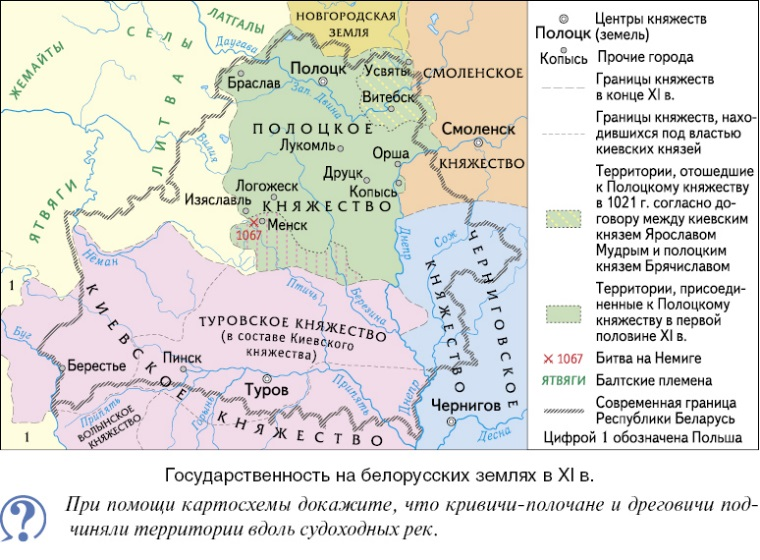 НОВГОРОДСКАЯ
ЗЕМЛЯ
ЛАТГАЛЫ
СЕЛЫ
ЖЕМАЙТЫ
Даугава
Браслав
Полоцк
Усвяты
СМОЛЕНСКОЕ
Зап. Двина
Витебск
ЛИТВА
ПОЛОЦКОЕ
Смоленск
Вилия
Лукомль
Орша
КНЯЖЕСТВО
Друцк
Логожеск
Копысь
Изяславль
КНЯЖЕСТВО
ЯТВЯГИ
Менск
1067
Днепр
Сож
Неман
1
Птичь
Березина
ЧЕРНИГОВСКОЕ
КНЯЖЕСТВО
Буг
ТУРОВСКОЕ КНЯЖЕСТВО
(в составе Киевского
княжества)
КИЕВСКОЕ
Берестье
Пинск
Туров
Припять
Днепр
Припять
Горынь
КНЯЖЕСТВО
ВОЛЫНСКОЕ
КНЯЖЕСТВО
Чернигов
Десна
1
Полоцк
Центры княжеств
(земель)
Копысь
Прочие города
Границы княжеств
в конце XI в.
Границы княжеств, нахо-
дившихся под властью
киевских князей
Территории, отошедшие
к Полоцкому княжеству
в 1021 г. согласно до-
говору между киевским
князем Ярославом
Мудрым и полоцким
князем Брячиславом
Территории, присоеди-
ненные к Полоцкому
княжеству в первой
половине XI в.
1067 Битва на Немиге
ЯТВЯГИ Балтские племена
Современная граница
Республики Беларусь
Цифрой 1 обозначена Польша
Государственность на белорусских землях в XI в.
При помощи картосхемы докажите, что кривичи-полочане и дреговичи под-
чиняли территории вдоль судоходных рек.